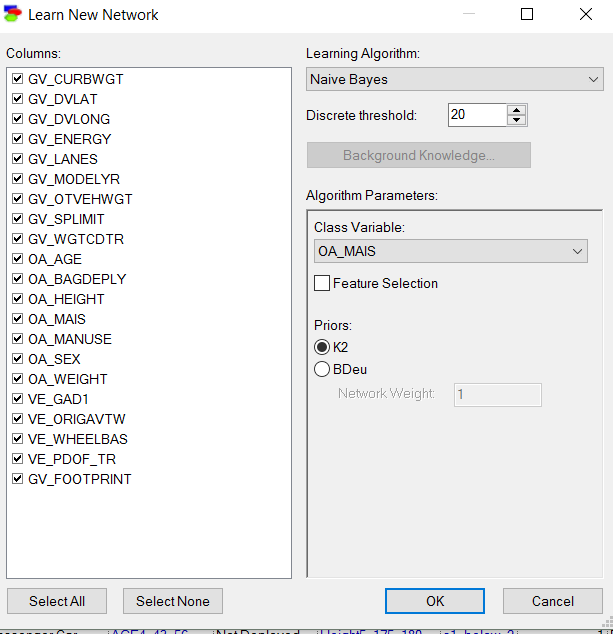 Learn New Network
Columns:
GV_CURBWGT
GV_DVLAT
GV_DVLONG
GV_ENERGY
GV_LANES
GV_MODELYR
GV_OTVEHWGT
GV_SPLIMIT
GV_WGTCDTR
OA_AGE
OA_BAGDEPLY
OA_HEIGHT
OA_MAIS
OA_MANUSE
OA_SEX
OA_WEIGHT
VE_GAD1
VE_ORIGAVTW
VE_WHEELBAS
VE_PDOF_TR
GV_FOOTPRINT
Select All
Select None
Learning Algorithm:
Naive Bayes
Discrete threshold:
20
Background Knowledge...
Algorithm Parameters:
Class Variable:
OA_MAIS
Feature Selection
Priors:
K2
BDeu
Network Weight:
1
OK
Cancel